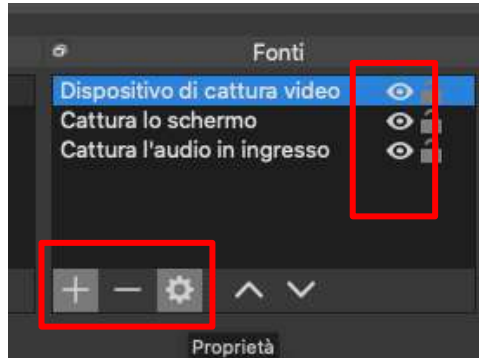 Fonti
Dispositivo di cattura video
Cattura lo schermo
Cattura l'audio in ingresso
Proprietà